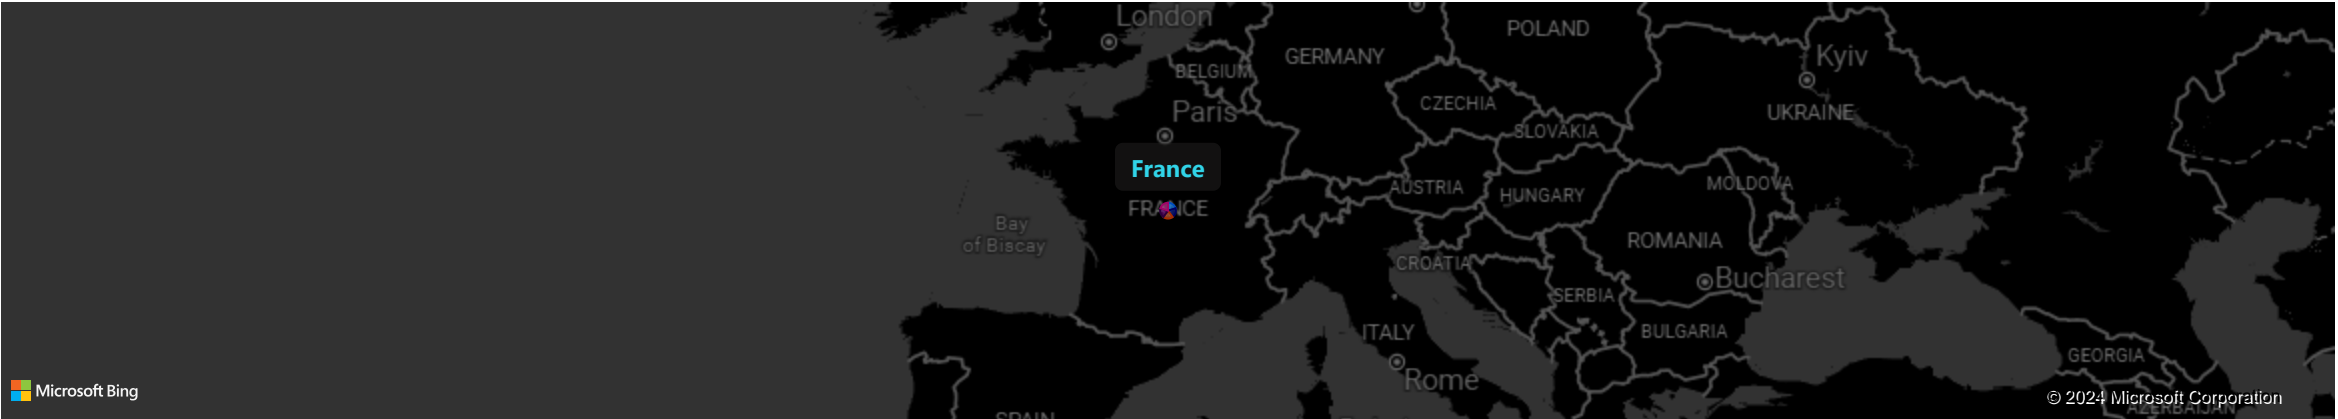 London
POLAND
GERMANY
Kyiv
BELGIUM
CZECHIA
Paris
UKRAINE
SLOVAKIA
France
AUSTRIA
MOLDOVA
HUNGARY
FRANCE
Bay
of Biscay
ROMANIA
CROATIA
Bucharest
SERBIA
ITALY
BULGARIA
GEORGIA
Rome
Microsoft Bing
© 2024 Microsoft Corporation
AZERBAIJAN
SPAIN